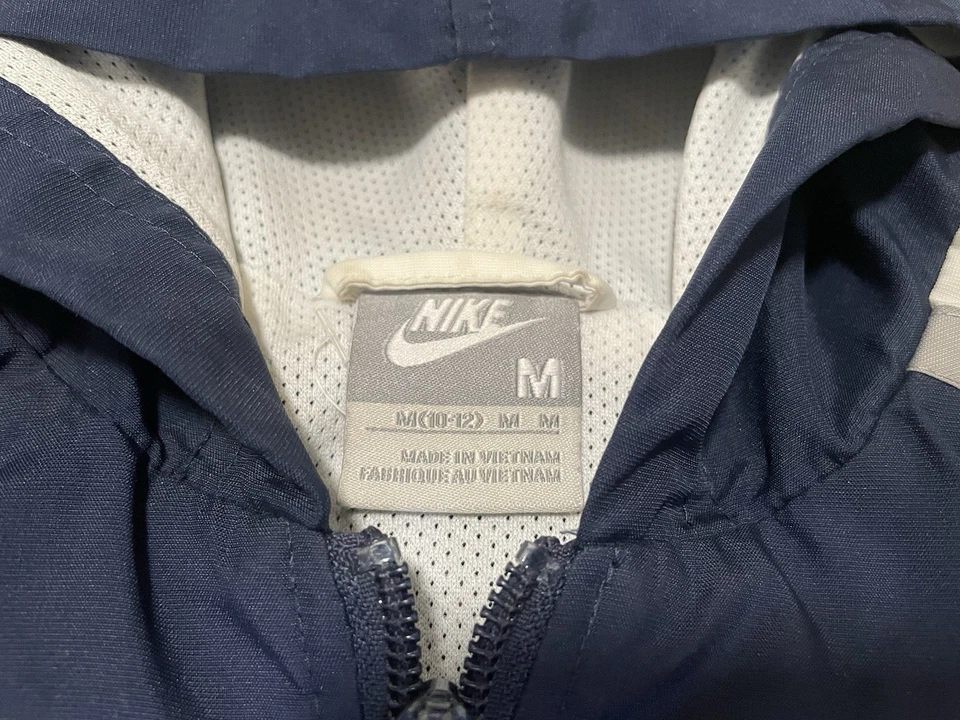 NIKE
M
M(10-12) M M
MADE IN VIETNAM
FABRIQUE AU VIETNAM